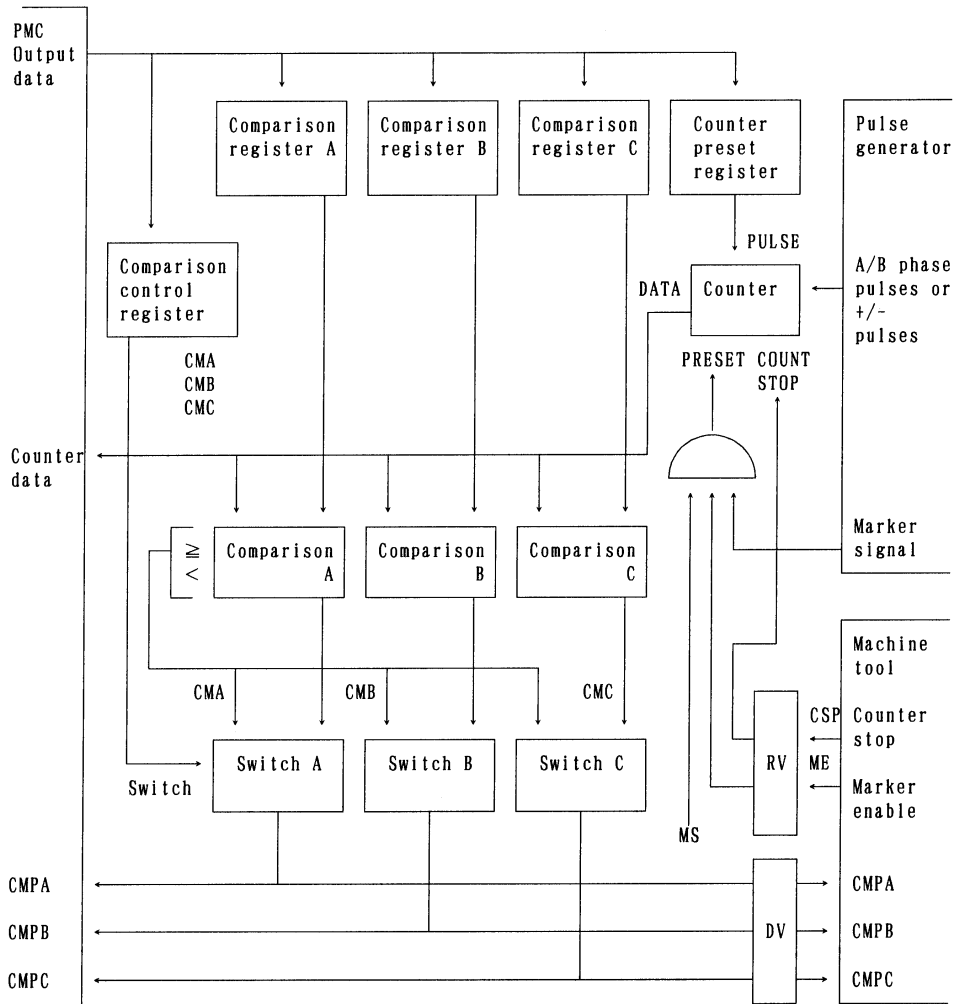 PMC
Output
data
Comparison
register A
Comparison
register B
Comparison
register C
Counter
preset
register
Pulse
generator
PULSE
Comparison
control
register
DATA
Counter
A/B phase
pulses or
+/-
pulses
CMA
CMB
CMC
PRESET COUNT
STOP
Counter
data
≧
<
Comparison
A
Comparison
B
Comparison
C
Marker
signal
Machine
tool
CMA
CMB
CMC
CSP
Counter
stop
Switch
Switch A
Switch B
Switch C
RV
ME
Marker
enable
MS
CMPA
CMPA
CMPB
DV
CMPB
CMPC
CMPC